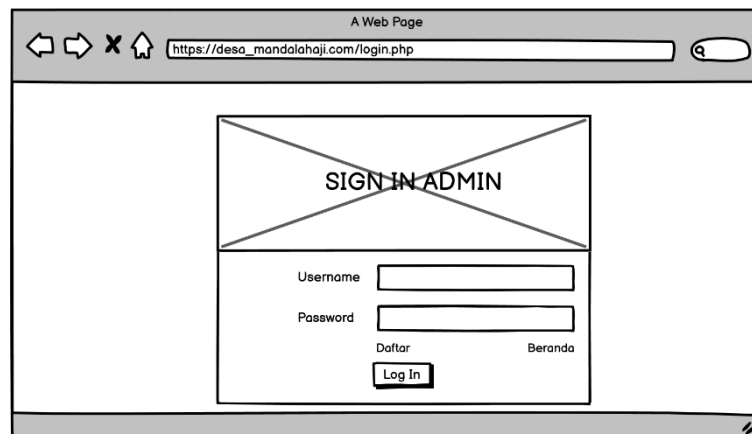 A Web Page
https://desa_mandalahaji.com/login.php
SIGN IN ADMIN
Username
Password
Daftar Beranda
Log In